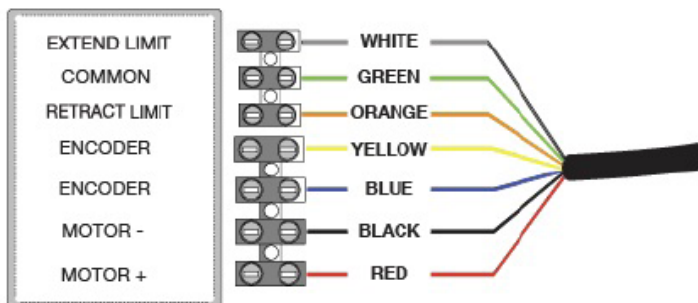 EXTEND LIMIT WHITE
COMMON GREEN
RETRACT LIMIT ORANGE
ENCODER YELLOW
ENCODER BLUE
MOTOR - BLACK
MOTOR + RED